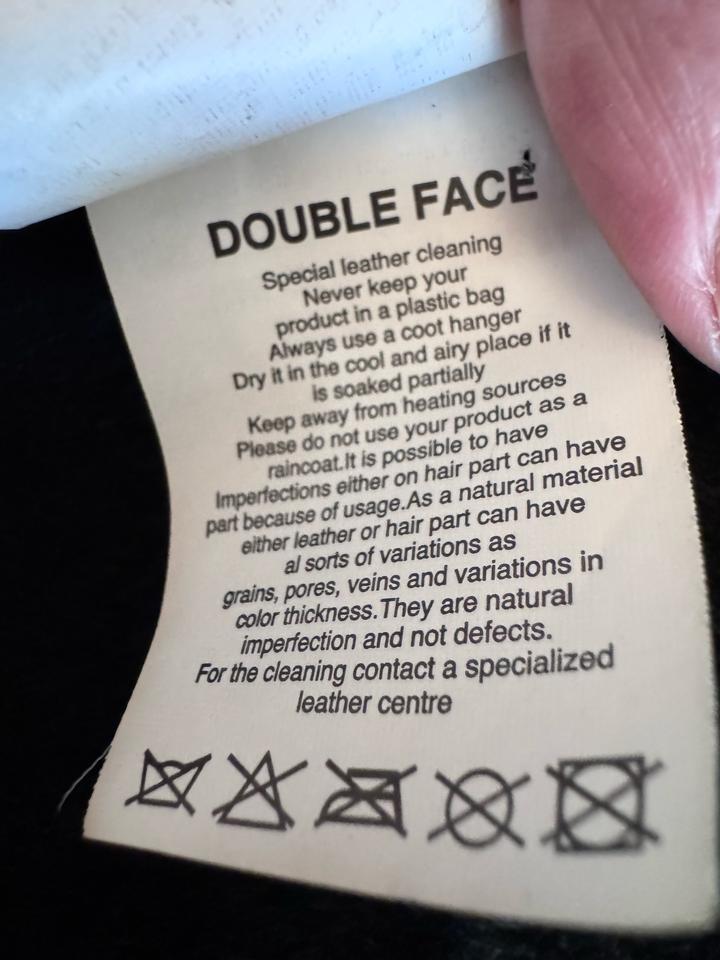 DOUBLE FACE
Special leather cleaning
Never keep your
product in a plastic bag
Always use a coot hanger
Dry it in the cool and airy place if it
is soaked partially
Keep away from heating sources
Please do not use your product as a
raincoat.It is possible to have
Imperfections either on hair part can have
part because of usage.As a natural material
either leather or hair part can have
al sorts of variations as
grains, pores, veins and variations in
color thickness.They are natural
imperfection and not defects.
For the cleaning contact a specialized
leather centre